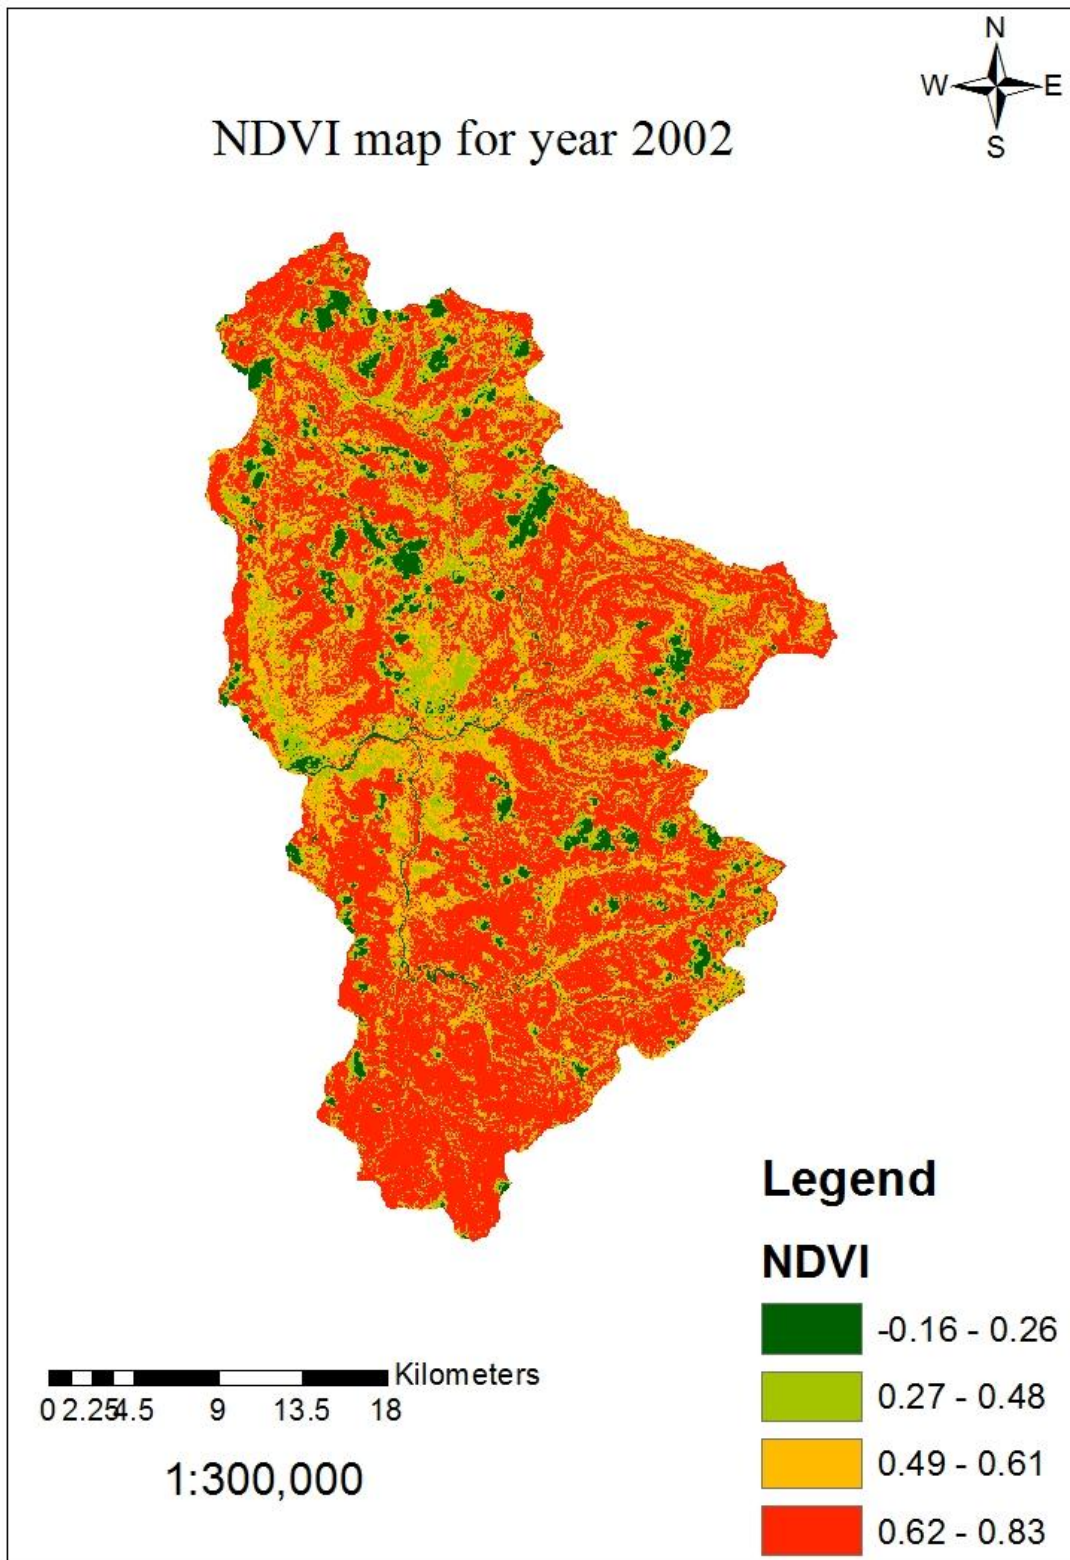 N
W E
S
NDVI map for year 2002
Legend
NDVI
-0.16 - 0.26
0.27 - 0.48
0.49 - 0.61
0.62 - 0.83
Kilometers
0 2.25 4.5 9 13.5 18
1:300,000